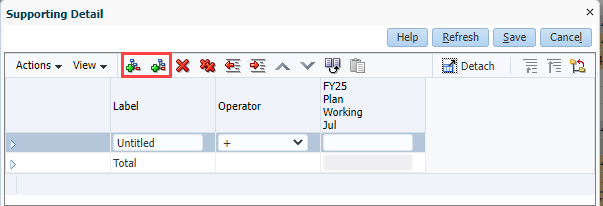 Supporting Detail
Help Refresh Save Cancel
Actions View Detach
Label Operator FY25
Plan
Working
Jul
Untitled +
Total